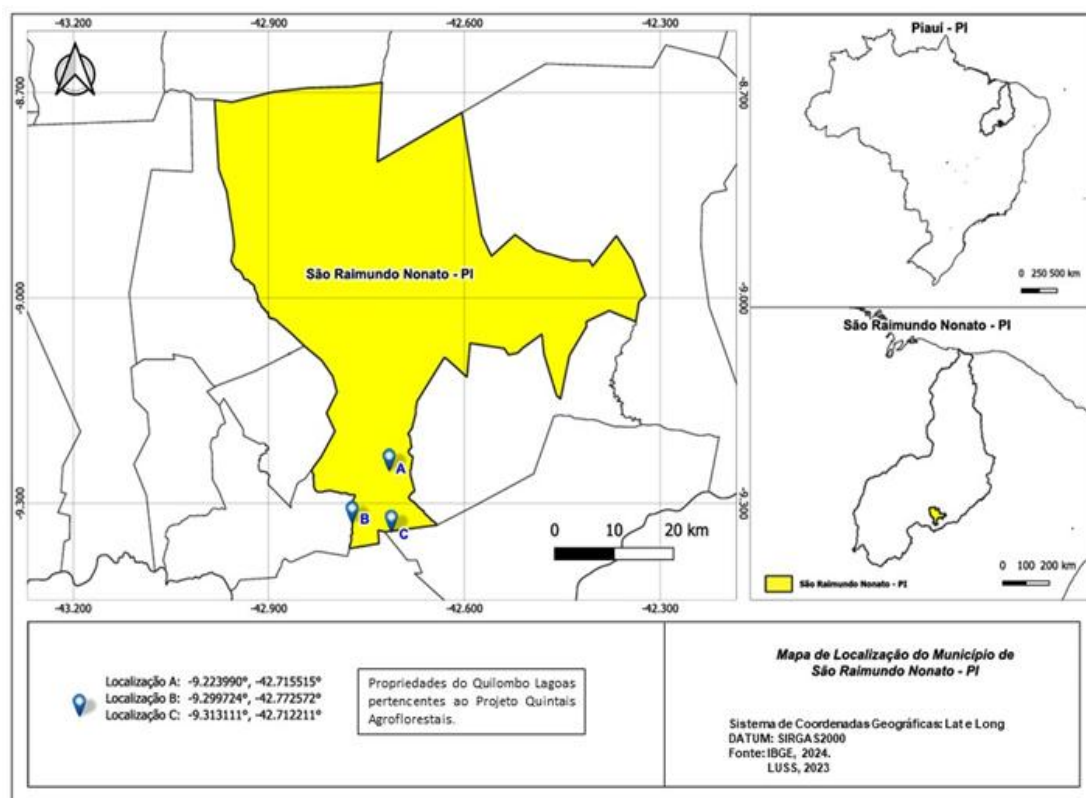 -43.200
-42.900
-42.600
-42.300
-8.700
-8.700
São Raimundo Nonato - PI
-9.000
-9.000
A
-9.300
-9.300
B
C
0 10 20 km
-43.200
-42.900
-42.600
-42.300
Piauí - PI
0 250 500 km
São Raimundo Nonato - PI
0 100 200 km
São Raimundo Nonato - PI
Localização A: -9.223990°, -42.715515°
Localização B: -9.299724°, -42.772572°
Localização C: -9.313111°, -42.712211°
Propriedades do Quilombo Lagoas
pertencentes ao Projeto Quintais
Agroflorestais.
Mapa de Localização do Município de
São Raimundo Nonato - PI
Sistema de Coordenadas Geográficas: Lat e Long
DATUM: SIRGAS2000
Fonte: IBGE, 2024.
LUSS, 2023